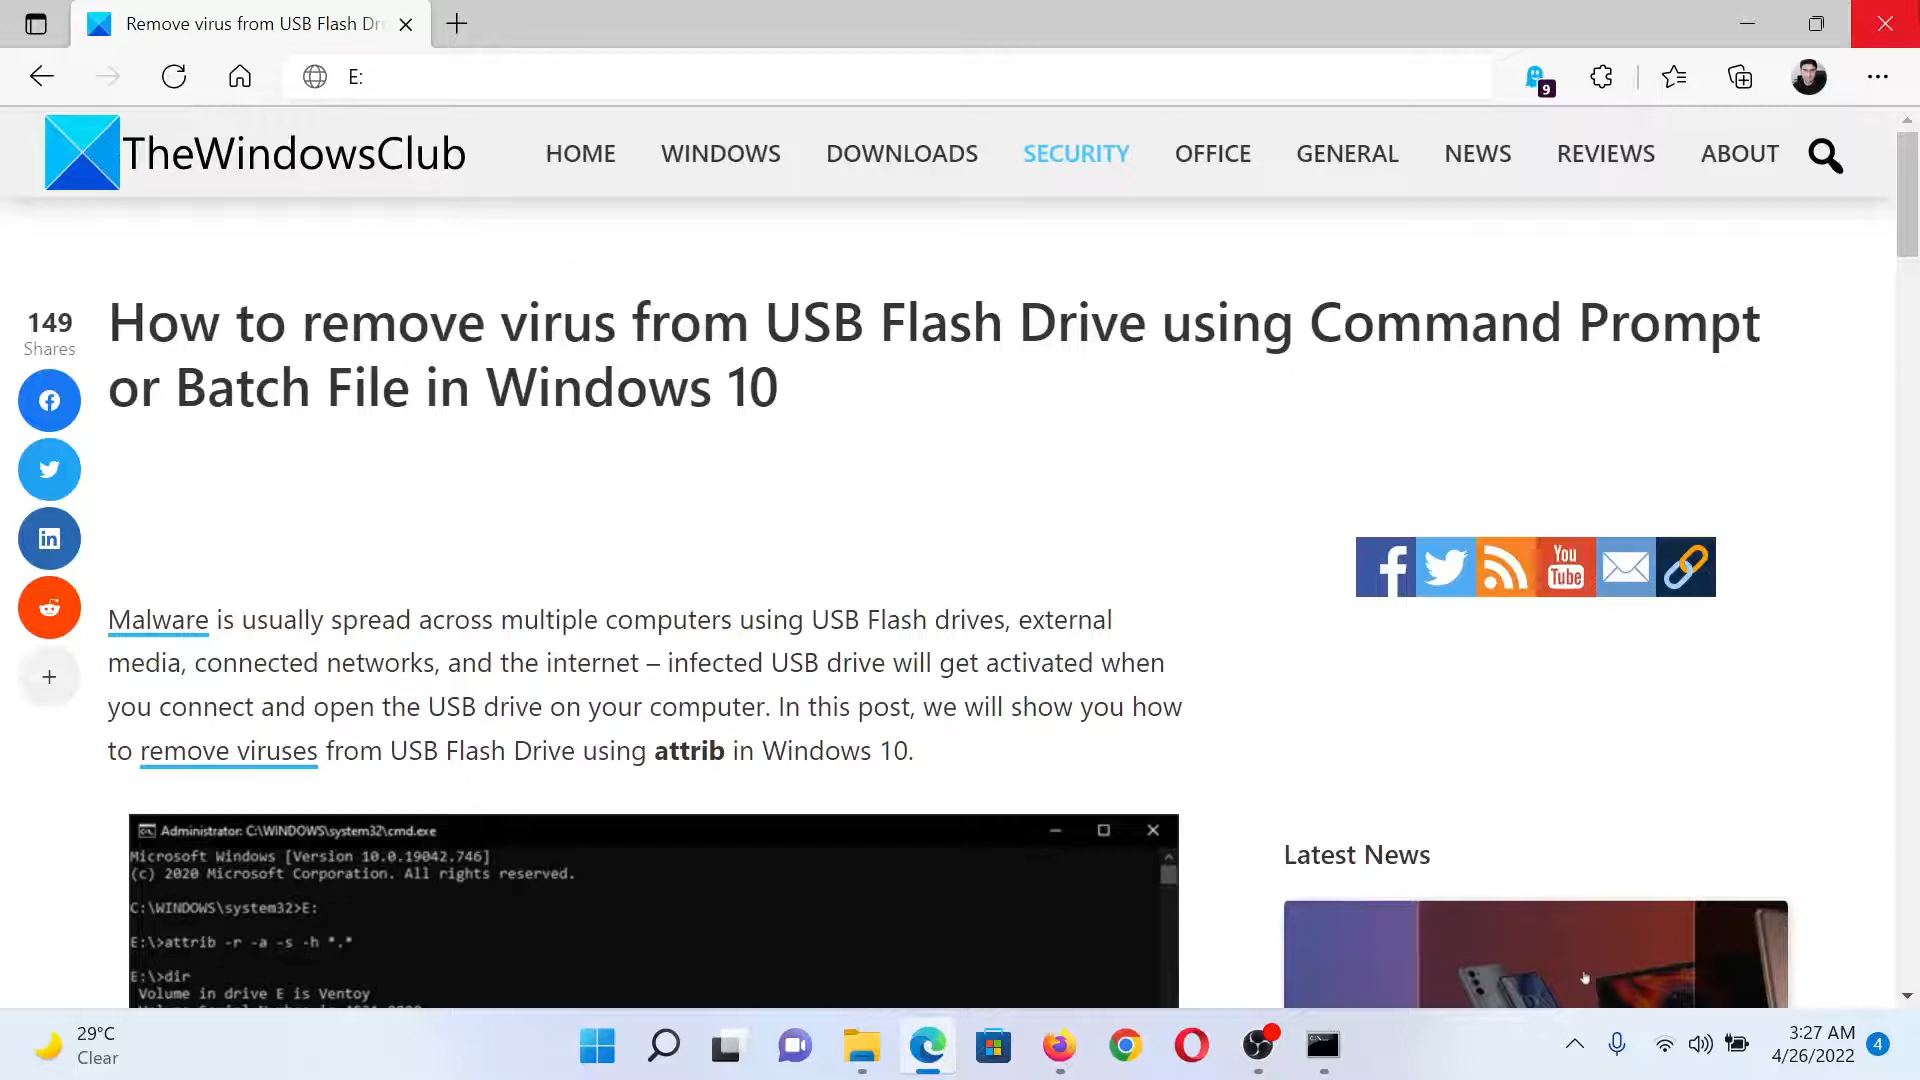 Remove virus from USB Flash Dr
E:
9
TheWindowsClub
HOME WINDOWS DOWNLOADS SECURITY OFFICE GENERAL NEWS REVIEWS ABOUT
149
Shares
How to remove virus from USB Flash Drive using Command Prompt
or Batch File in Windows 10
You
Tube
Malware is usually spread across multiple computers using USB Flash drives, external
media, connected networks, and the internet – infected USB drive will get activated when
you connect and open the USB drive on your computer. In this post, we will show you how
to remove viruses from USB Flash Drive using attrib in Windows 10.
Administrator: C:\WINDOWS\system32\cmd.exe
Microsoft Windows [Version 10.0.19042.746]
(c) 2020 Microsoft Corporation. All rights reserved.
C:\WINDOWS\system32>E:
E:\>attrib -r -a -s -h *.*
E:\>dir
Volume in drive E is Ventoy
Latest News
29°C
Clear
3:27 AM
4/26/2022
4